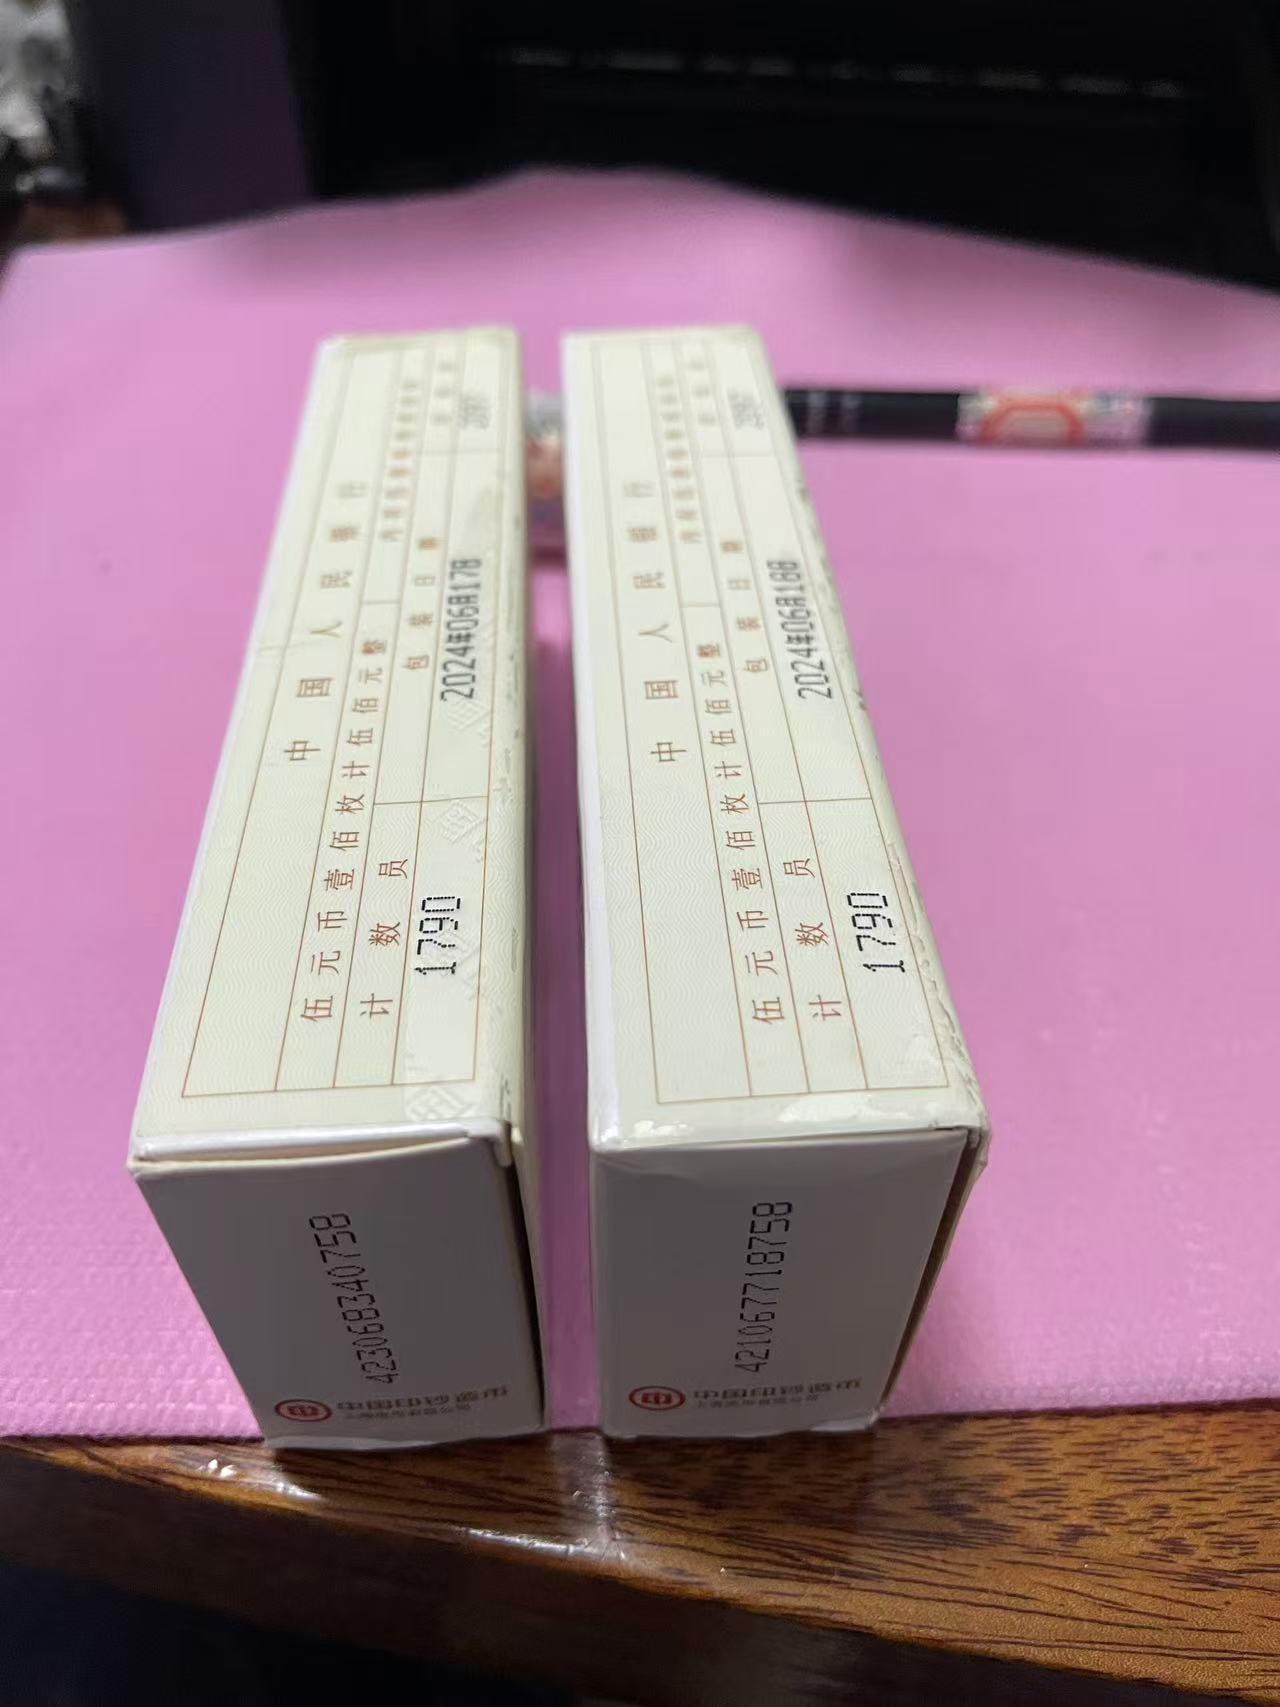 中国人民银行
伍元币壹佰枚计伍佰元整
计数员
包装日期
1790
2024年06月17日
423068340758
中国印钞造币
中国人民银行
伍元币壹佰枚计伍佰元整
计数员
包装日期
1790
2024年06月18日
421067718758
中国印钞造币